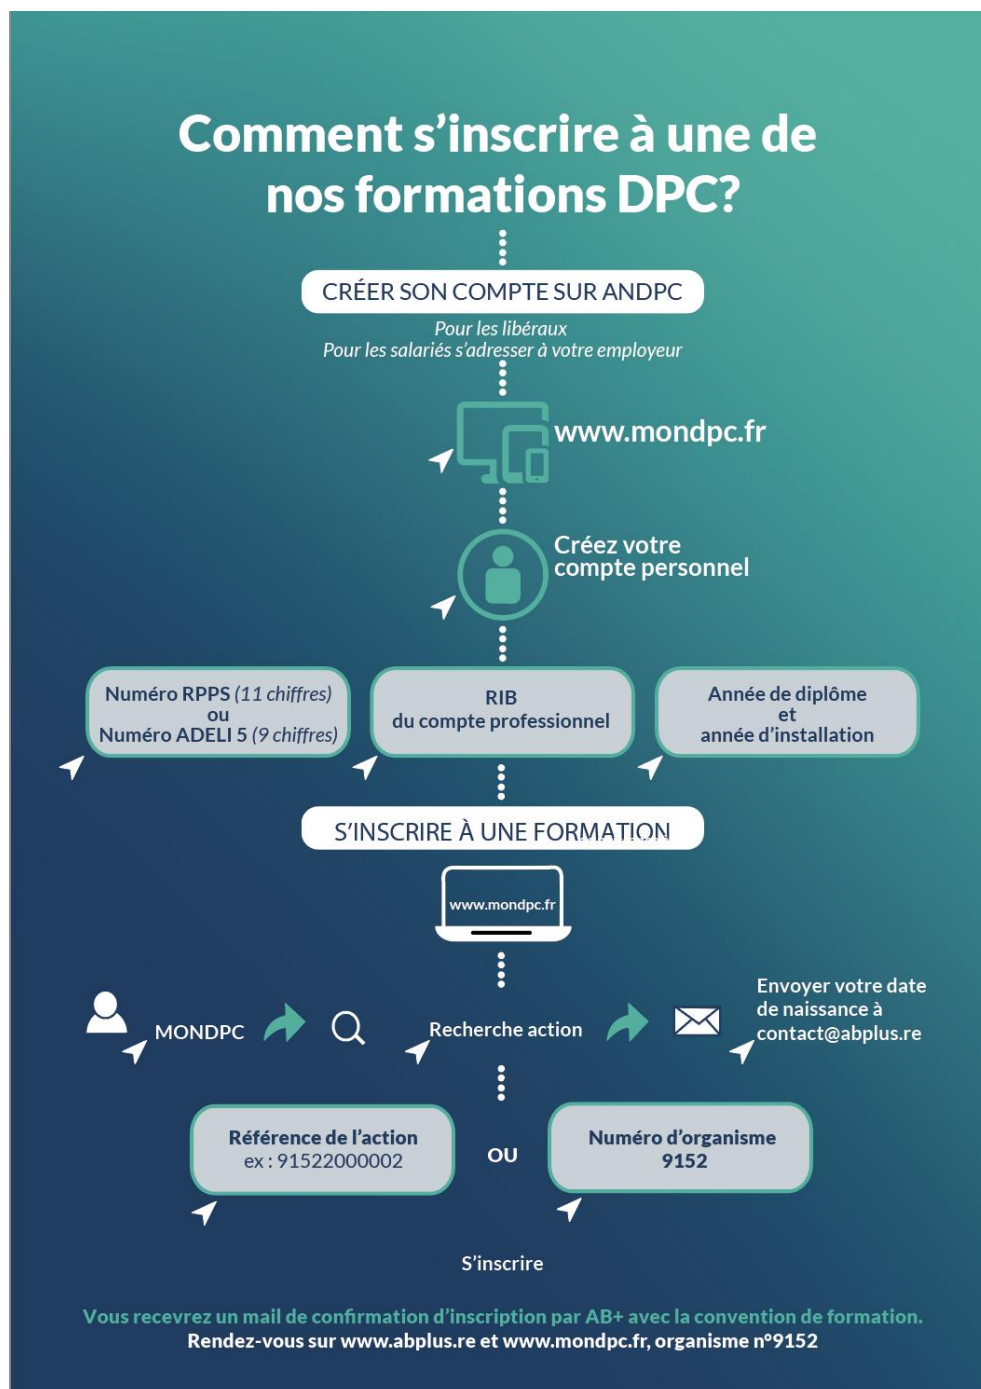 Comment s’inscrire à une de
nos formations DPC?
CRÉER SON COMPTE SUR ANDPC
Pour les libéraux
Pour les salariés s’adresser à votre employeur
www.mondpc.fr
Créez votre
compte personnel
Numéro RPPS (11 chiffres)
ou
Numéro ADELI 5 (9 chiffres)
RIB
du compte professionnel
Année de diplôme
et
année d’installation
S’INSCRIRE À UNE FORMATION
www.mondpc.fr
MONDPC
Recherche action
Envoyer votre date
de naissance à
contact@abplus.re
Référence de l’action
ex : 91522000002
OU
Numéro d’organisme
9152
S’inscrire
Vous recevrez un mail de confirmation d’inscription par AB+ avec la convention de formation.
Rendez-vous sur www.abplus.re et www.mondpc.fr, organisme n°9152